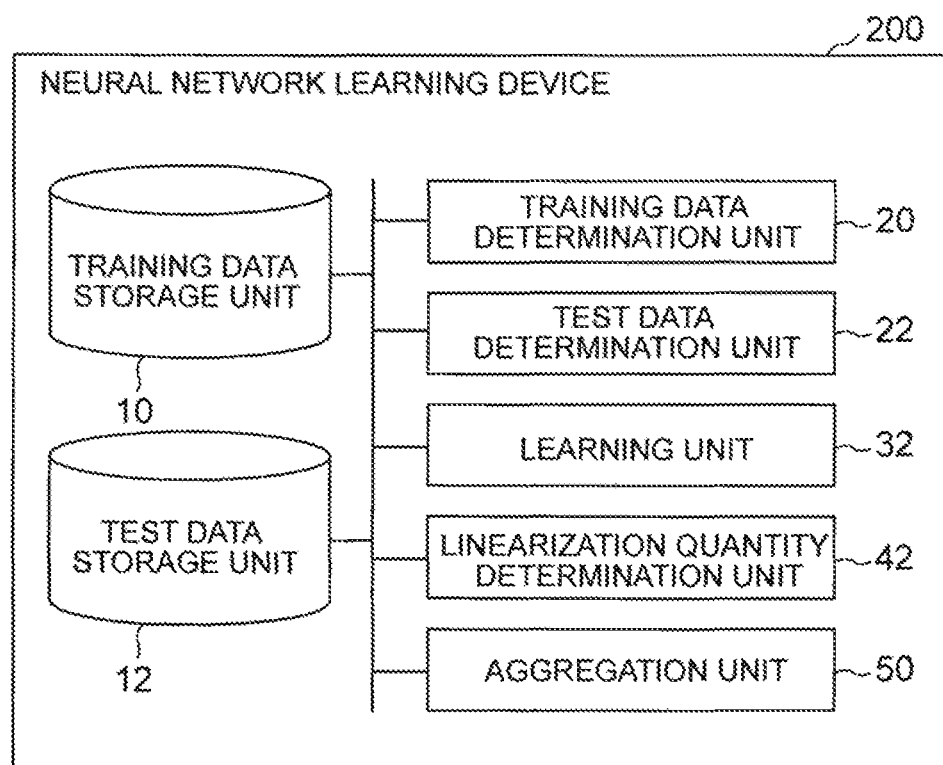 200
NEURAL NETWORK LEARNING DEVICE
TRAINING DATA
STORAGE UNIT
10
TEST DATA
STORAGE UNIT
12
TRAINING DATA
DETERMINATION UNIT
20
TEST DATA
DETERMINATION UNIT
22
LEARNING UNIT
32
LINEARIZATION QUANTITY
DETERMINATION UNIT
42
AGGREGATION UNIT
50